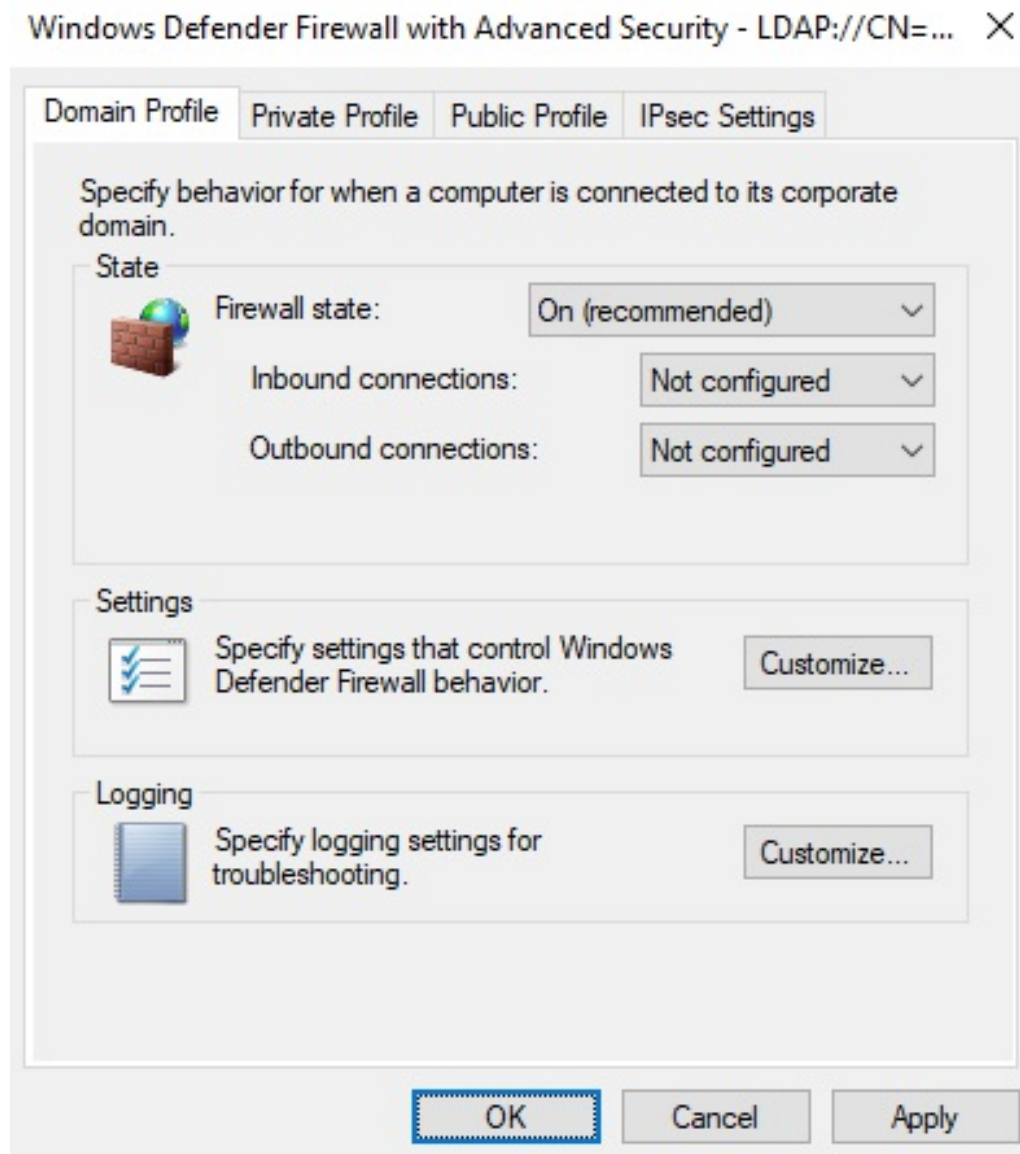 Windows Defender Firewall with Advanced Security - LDAP://CN=...
Domain Profile
Private Profile
Public Profile
IPsec Settings
Specify behavior for when a computer is connected to its corporate
domain.
State
Firewall state:
On (recommended)
Inbound connections:
Not configured
Outbound connections:
Not configured
Settings
Specify settings that control Windows
Defender Firewall behavior.
Customize...
Logging
Specify logging settings for
troubleshooting.
Customize...
OK
Cancel
Apply